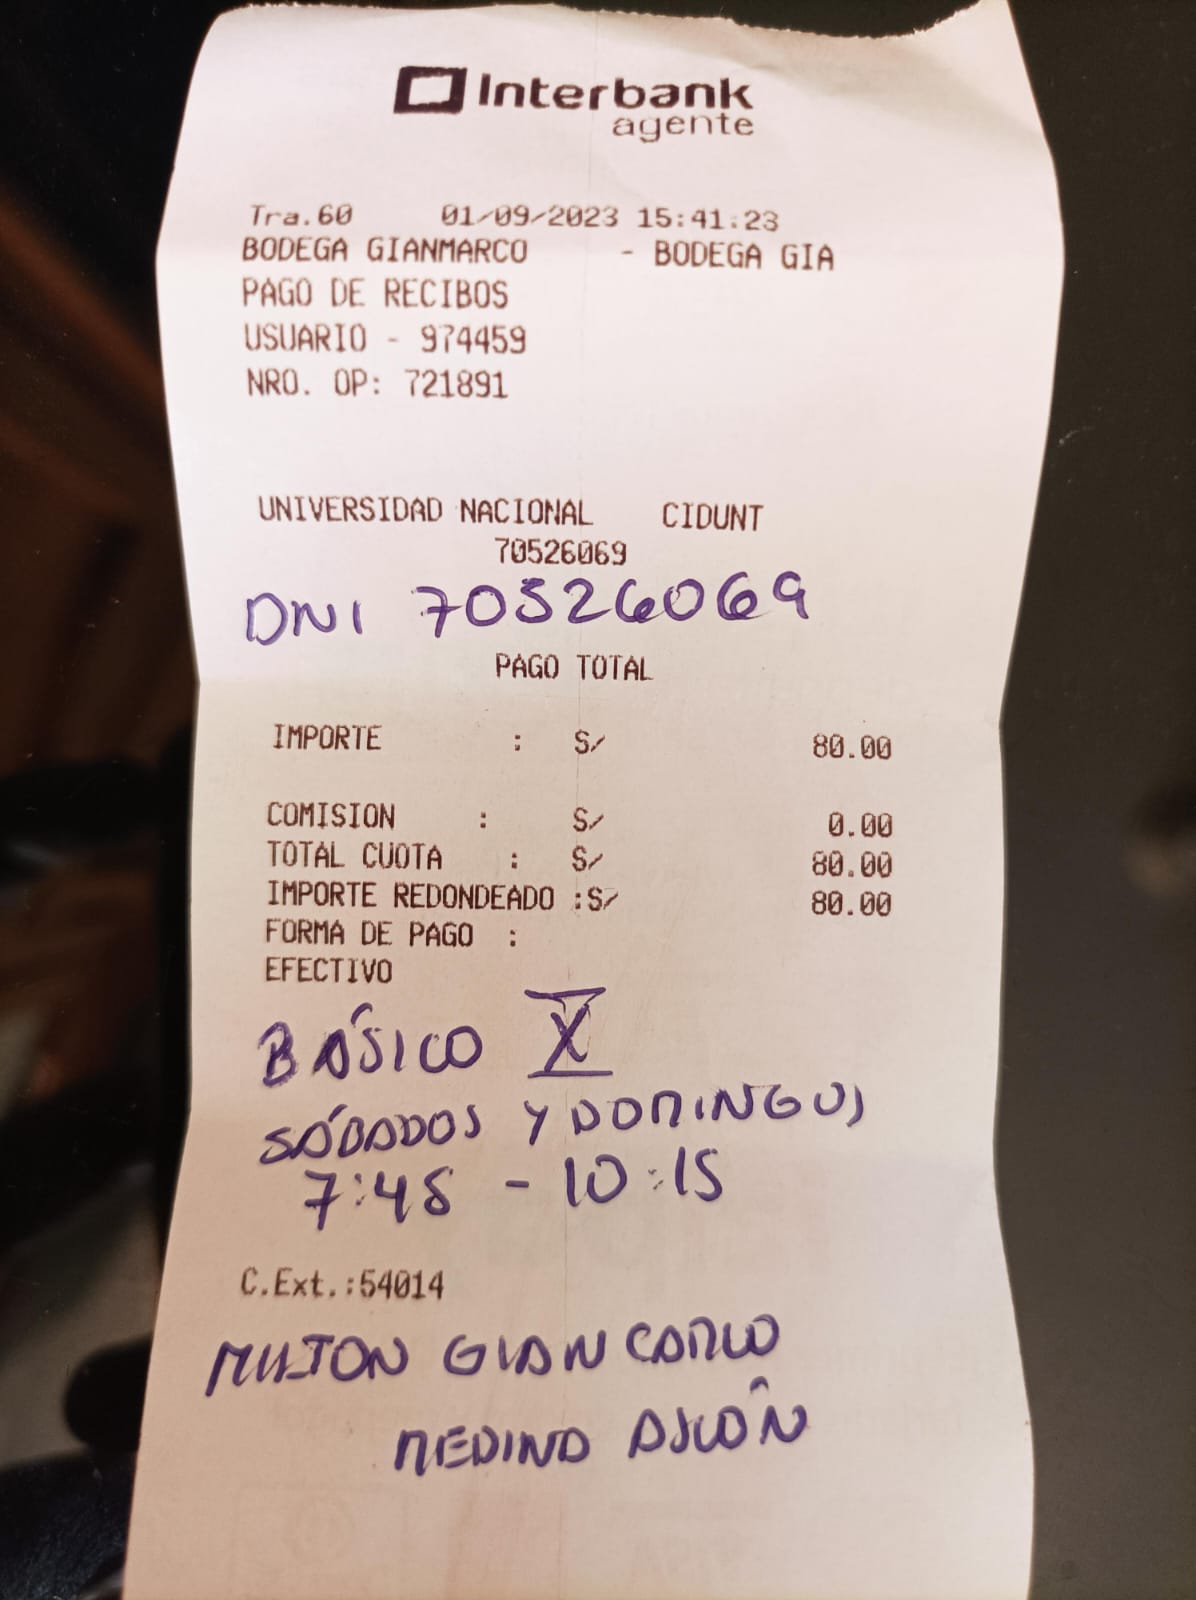 Interbank
agente
Tra.60 01/09/2023 15:41:23
BODEGA GIANMARCO - BODEGA GIA
PAGO DE RECIBOS
USUARIO - 974459
NRO. OP: 721891
UNIVERSIDAD NACIONAL CIDUNT
70526069
DNI 70526069
PAGO TOTAL
IMPORTE : S/ 80.00
COMISION : S/ 0.00
TOTAL CUOTA : S/ 80.00
IMPORTE REDONDEADO :S/ 80.00
FORMA DE PAGO :
EFECTIVO
BÁSICO X
SÁBADOS Y DOMINGOS
7:45 - 10:15
C.Ext.:54014
MILTON GIANCARLO
MEDINA